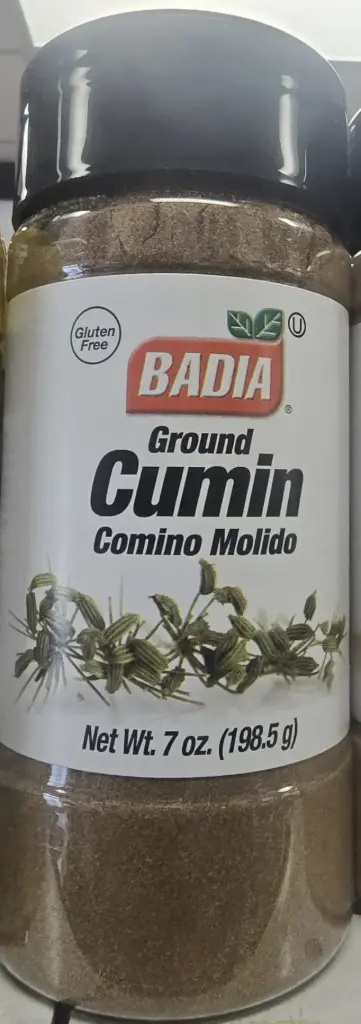 Gluten
Free
U
BADIA
®
Ground
Cumin
Comino Molido
Net Wt. 7 oz. (198.5 g)